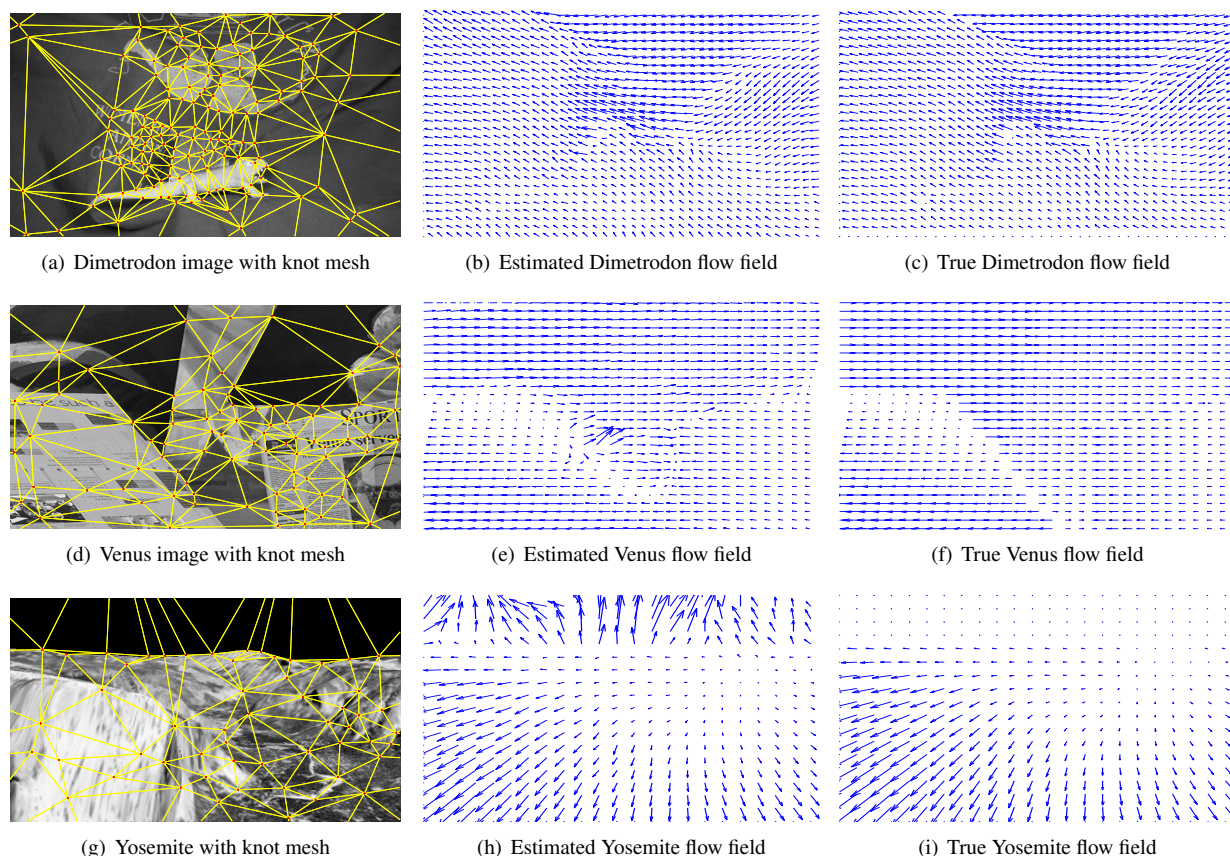 (a) Dimetrodon image with knot mesh
(b) Estimated Dimetrodon flow field
(c) True Dimetrodon flow field
SPOR
(d) Venus image with knot mesh
(e) Estimated Venus flow field
(f) True Venus flow field
(g) Yosemite with knot mesh
(h) Estimated Yosemite flow field
(i) True Yosemite flow field